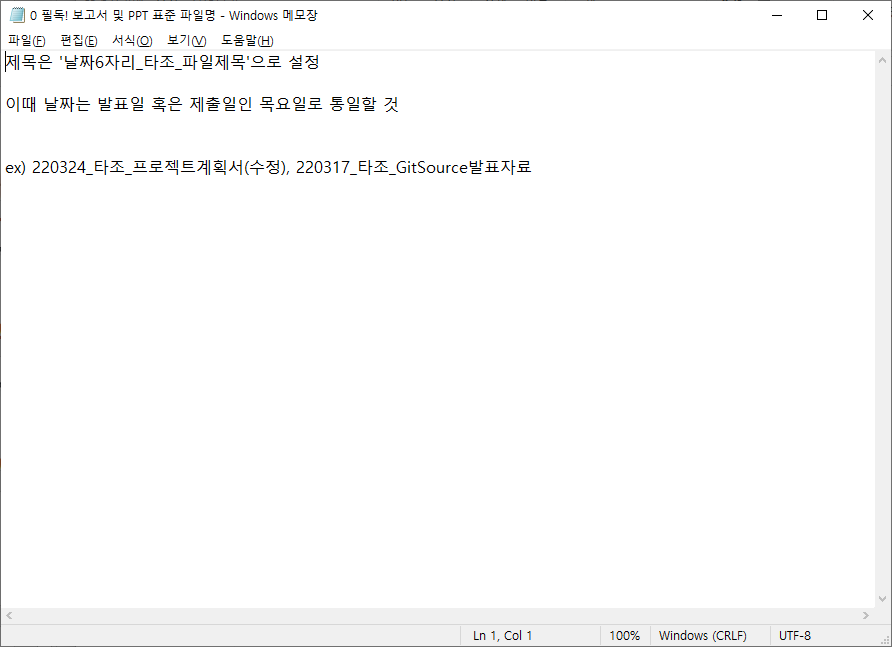 0 필독! 보고서 및 PPT 표준 파일명 - Windows 메모장
파일(F) 편집(E) 서식(O) 보기(V) 도움말(H)
제목은 '날짜6자리_타조_파일제목'으로 설정
이때 날짜는 발표일 혹은 제출일인 목요일로 통일할 것
ex) 220324_타조_프로젝트계획서(수정), 220317_타조_GitSource발표자료
Ln 1, Col 1 100% Windows (CRLF) UTF-8